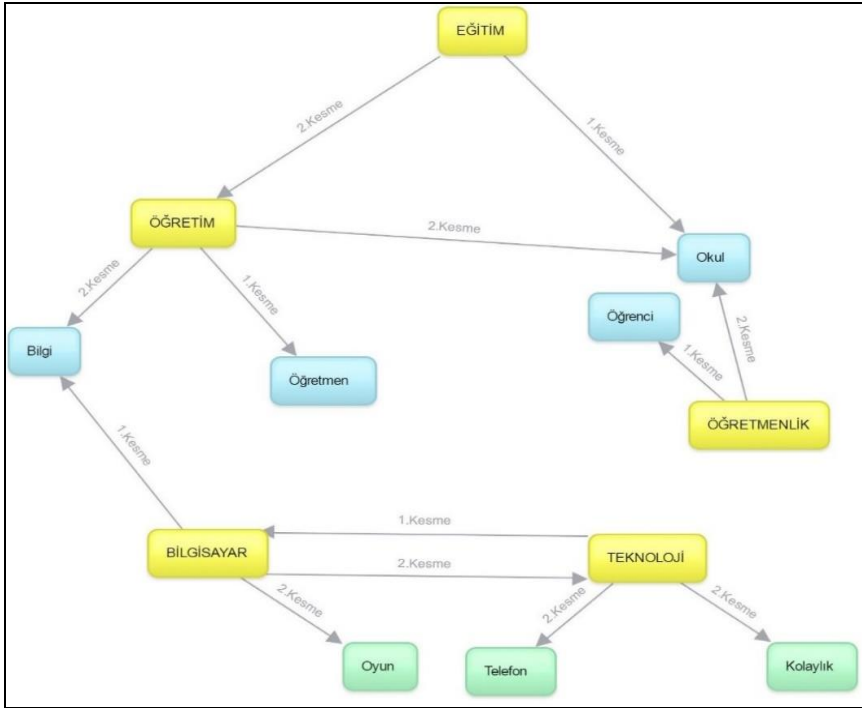 EĞİTİM
2.Kesme
1.Kesme
ÖĞRETİM
2.Kesme
Okul
2.Kesme
1.Kesme
Öğrenci
2.Kesme
Bilgi
1.Kesme
Öğretmen
ÖĞRETMENLİK
1.Kesme
1.Kesme
BİLGİSAYAR
2.Kesme
TEKNOLOJİ
2.Kesme
2.Kesme
2.Kesme
Oyun
Telefon
Kolaylık